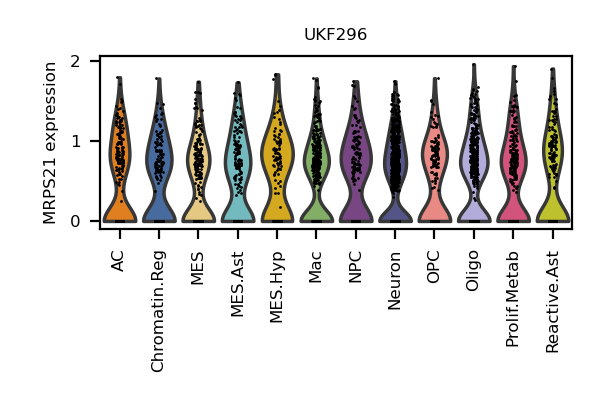 UKF296
MRPS21 expression
2
1
0
AC
Chromatin.Reg
MES
MES.Ast
MES.Hyp
Mac
NPC
Neuron
OPC
Oligo
Prolif.Metab
Reactive.Ast